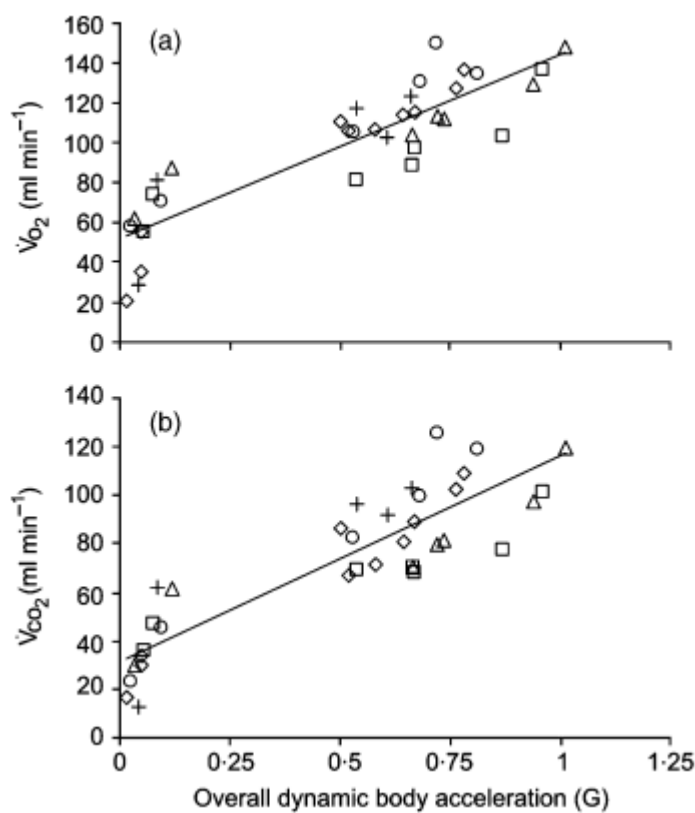 160
(a)
140
120
100
80
60
40
20
0
V̇O₂ (ml min⁻¹)
140
(b)
120
100
80
60
40
20
0
V̇CO₂ (ml min⁻¹)
0 0·25 0·5 0·75 1 1·25
Overall dynamic body acceleration (G)